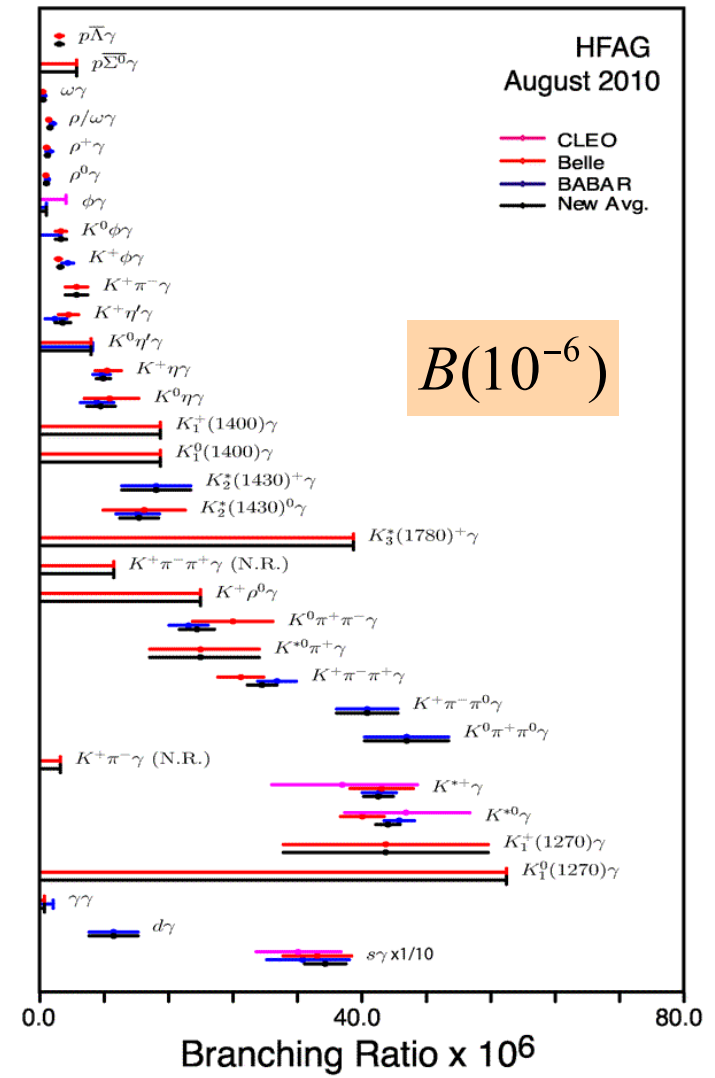 HFAG
August 2010
CLEO
Belle
BABAR
New Avg.
B(10⁻⁶)
pΛ̅γ
pΣ̅⁰̅γ
ωγ
ρ/ωγ
ρ⁺γ
ρ⁰γ
φγ
K⁰φγ
K⁺φγ
K⁺π⁻γ
K⁺η′γ
K⁰η′γ
K⁺ηγ
K⁰ηγ
K₁⁺(1400)γ
K₁⁰(1400)γ
K₂*(1430)⁺γ
K₂*(1430)⁰γ
K₃*(1780)⁺γ
K⁺π⁻π⁺γ (N.R.)
K⁺ρ⁰γ
K⁰π⁺π⁻γ
K*⁰π⁺γ
K⁺π⁻π⁺γ
K⁺π⁻π⁰γ
K⁰π⁺π⁰γ
K⁺π⁻γ (N.R.)
K*⁺γ
K*⁰γ
K₁⁺(1270)γ
K₁⁰(1270)γ
γγ
dγ
sγ x1/10
0.0 40.0 80.0
Branching Ratio x 10⁶